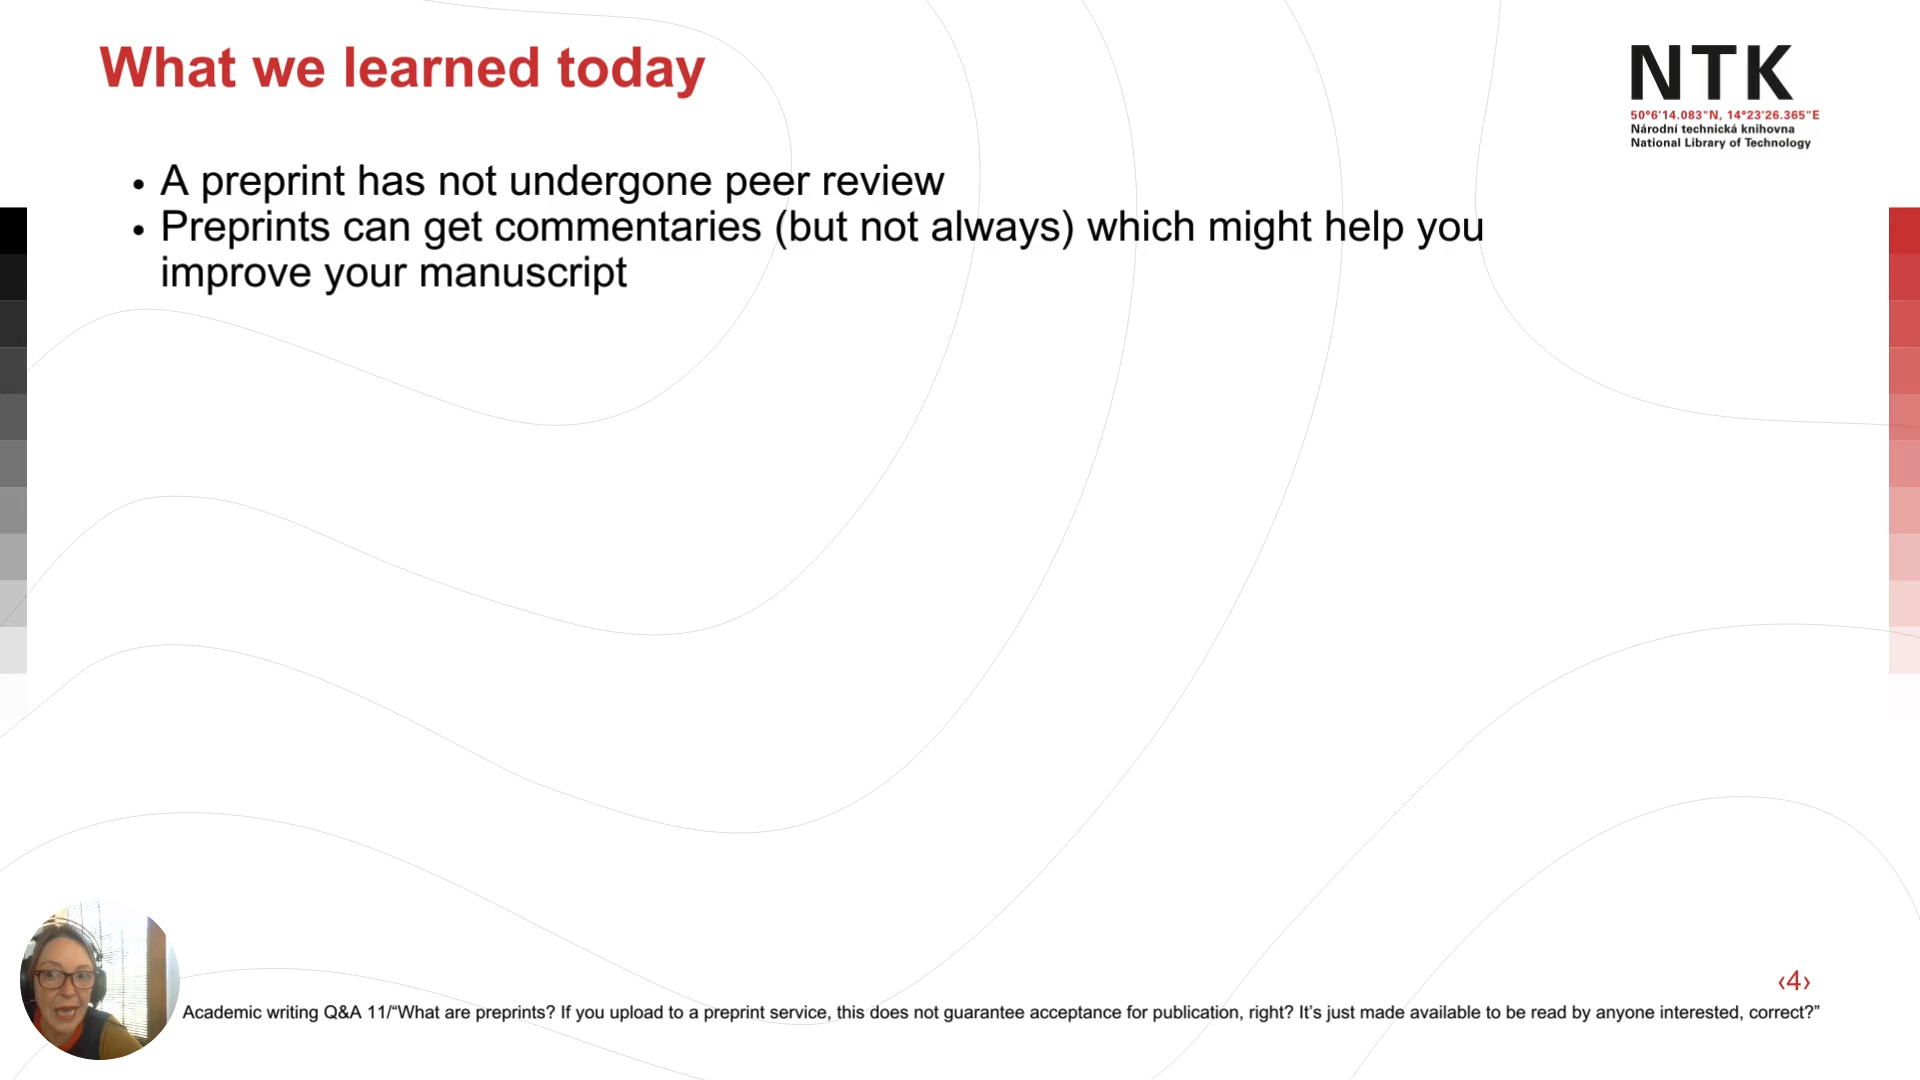 What we learned today
NTK
50°6'14.083"N, 14°23'26.365"E
Národní technická knihovna
National Library of Technology
• A preprint has not undergone peer review
• Preprints can get commentaries (but not always) which might help you
improve your manuscript
‹4›
Academic writing Q&A 11/“What are preprints? If you upload to a preprint service, this does not guarantee acceptance for publication, right? It’s just made available to be read by anyone interested, correct?”